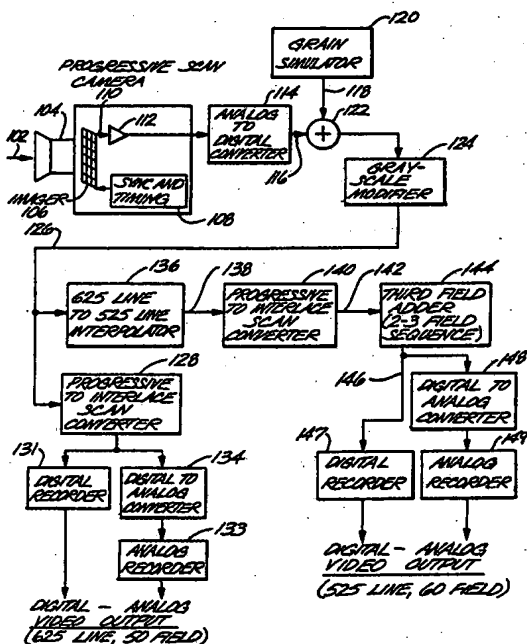 120
GRAIN
SIMULATOR
118
PROGRESSIVE SCAN
CAMERA
110
114
104
112
122
102
ANALOG
TO
DIGITAL
CONVERTER
+
116
124
IMAGER
106
SYNC AND
TIMING
108
GRAY-
SCALE
MODIFIER
126
136
138
140
142
144
625 LINE
TO 525 LINE
INTERPOLATOR
PROGRESSIVE
TO INTERLACE
SCAN
CONVERTER
THIRD FIELD
ADDER
(2-3 FIELD
SEQUENCE)
128
PROGRESSIVE
TO INTERLACE
SCAN
CONVERTER
146
148
DIGITAL TO
ANALOG
CONVERTER
131
134
147
149
DIGITAL
RECORDER
DIGITAL TO
ANALOG
CONVERTER
DIGITAL
RECORDER
ANALOG
RECORDER
133
ANALOG
RECORDER
DIGITAL - ANALOG
VIDEO OUTPUT
(525 LINE, 60 FIELD)
DIGITAL - ANALOG
VIDEO OUTPUT
(625 LINE, 50 FIELD)